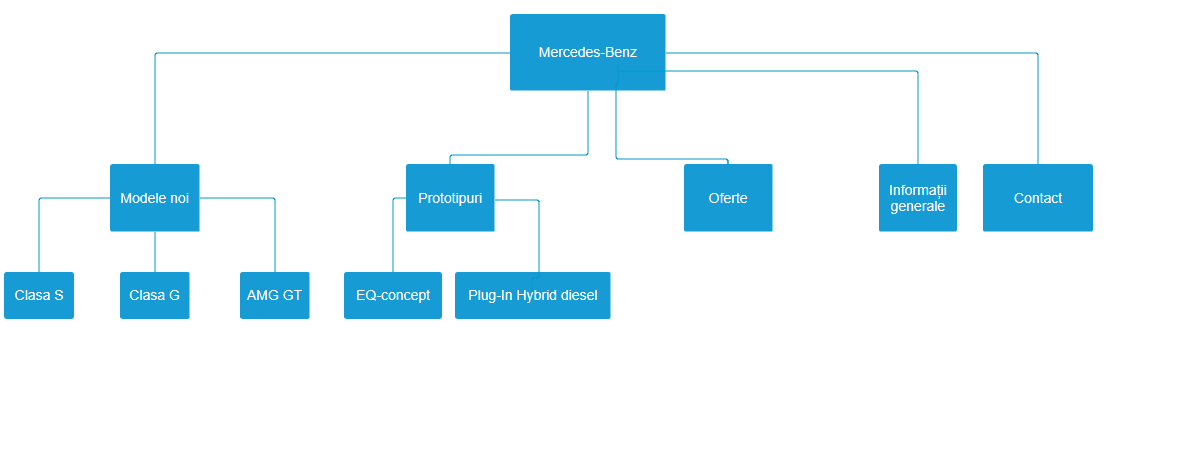 Mercedes-Benz
Modele noi
Prototipuri
Oferte
Informații
generale
Contact
Clasa S
Clasa G
AMG GT
EQ-concept
Plug-In Hybrid diesel